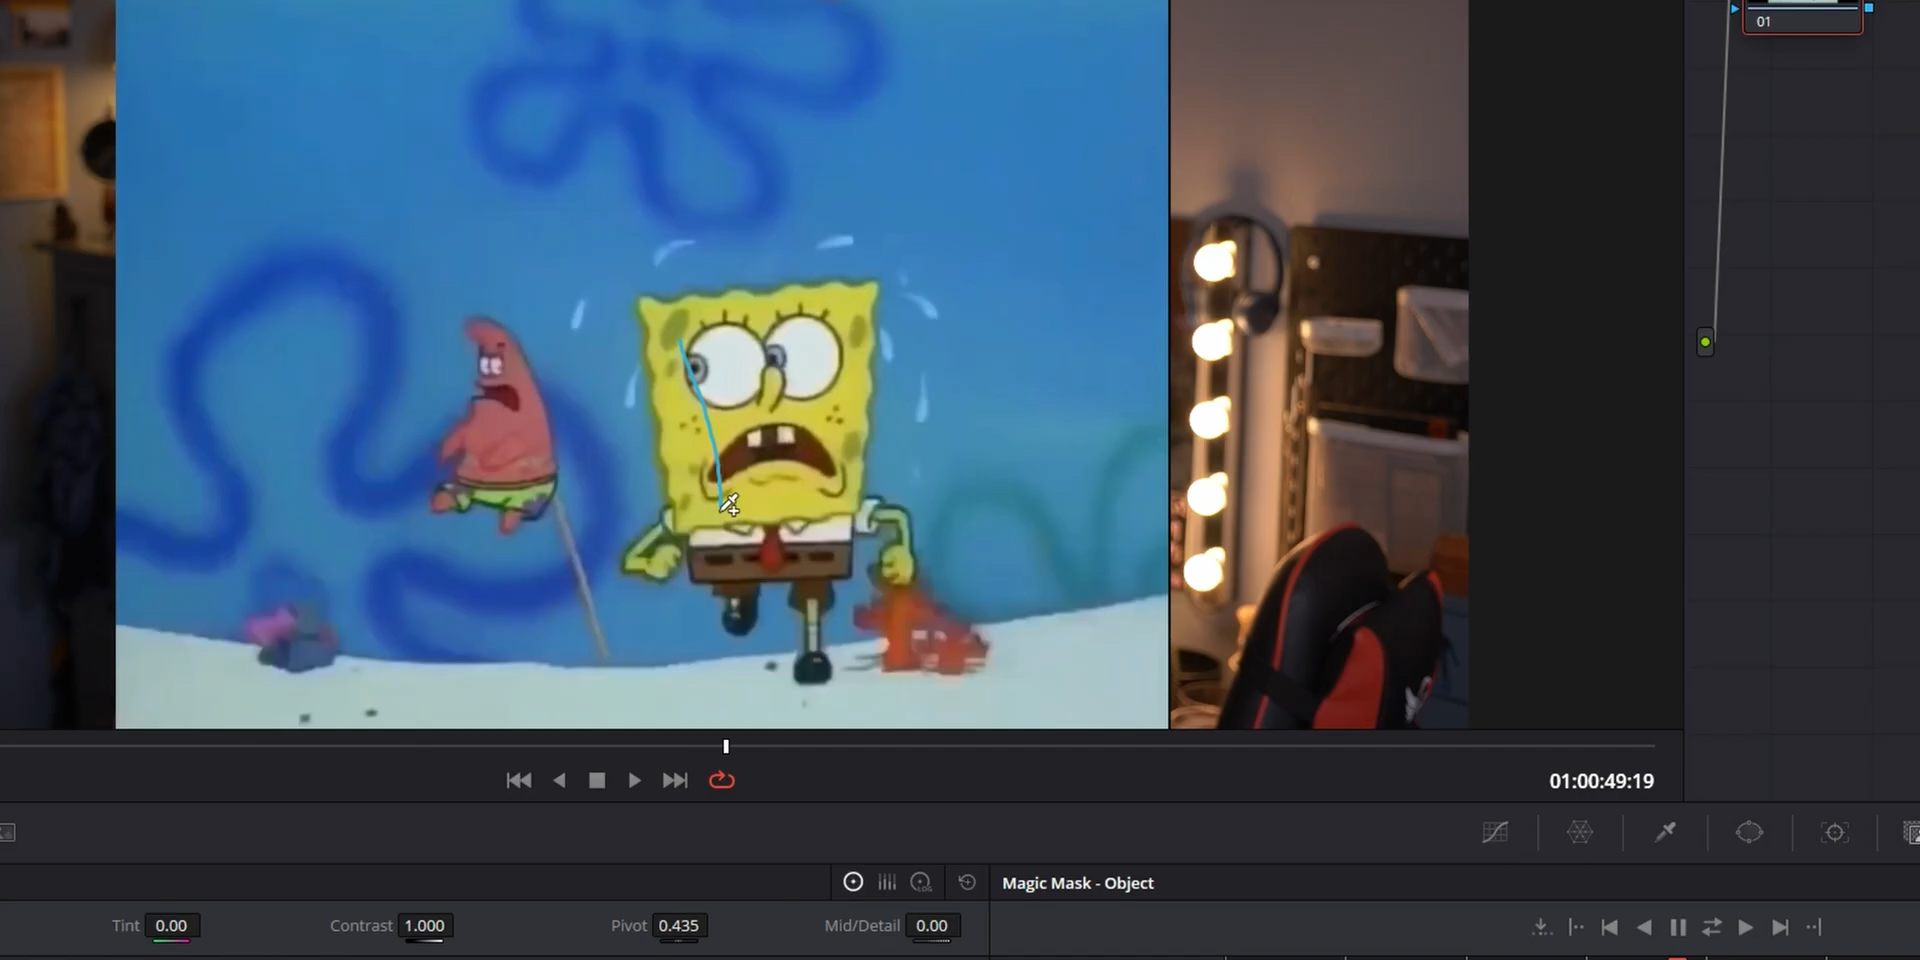 01
01:00:49:19
LOG
Magic Mask - Object
Tint 0.00 Contrast 1.000 Pivot 0.435 Mid/Detail 0.00